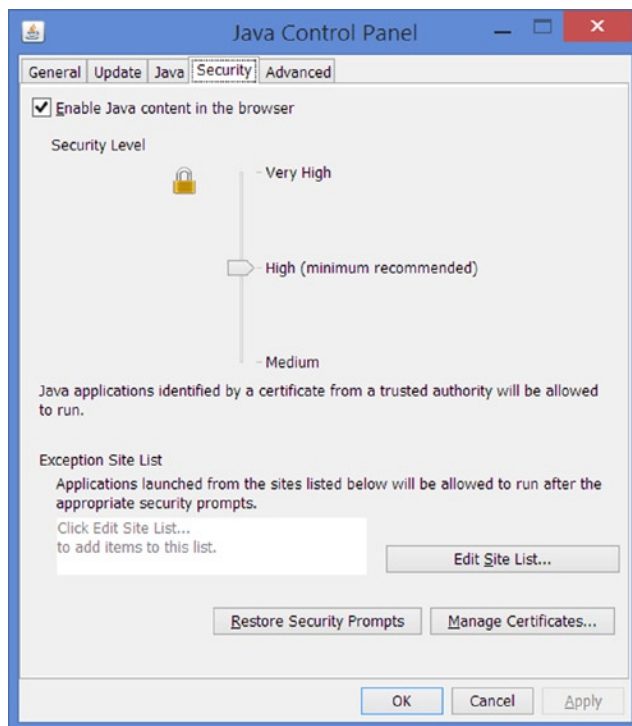 Java Control Panel
General Update Java Security Advanced
Enable Java content in the browser
Security Level
Very High
High (minimum recommended)
Medium
Java applications identified by a certificate from a trusted authority will be allowed
to run.
Exception Site List
Applications launched from the sites listed below will be allowed to run after the
appropriate security prompts.
Click Edit Site List...
to add items to this list.
Edit Site List...
Restore Security Prompts Manage Certificates...
OK Cancel Apply